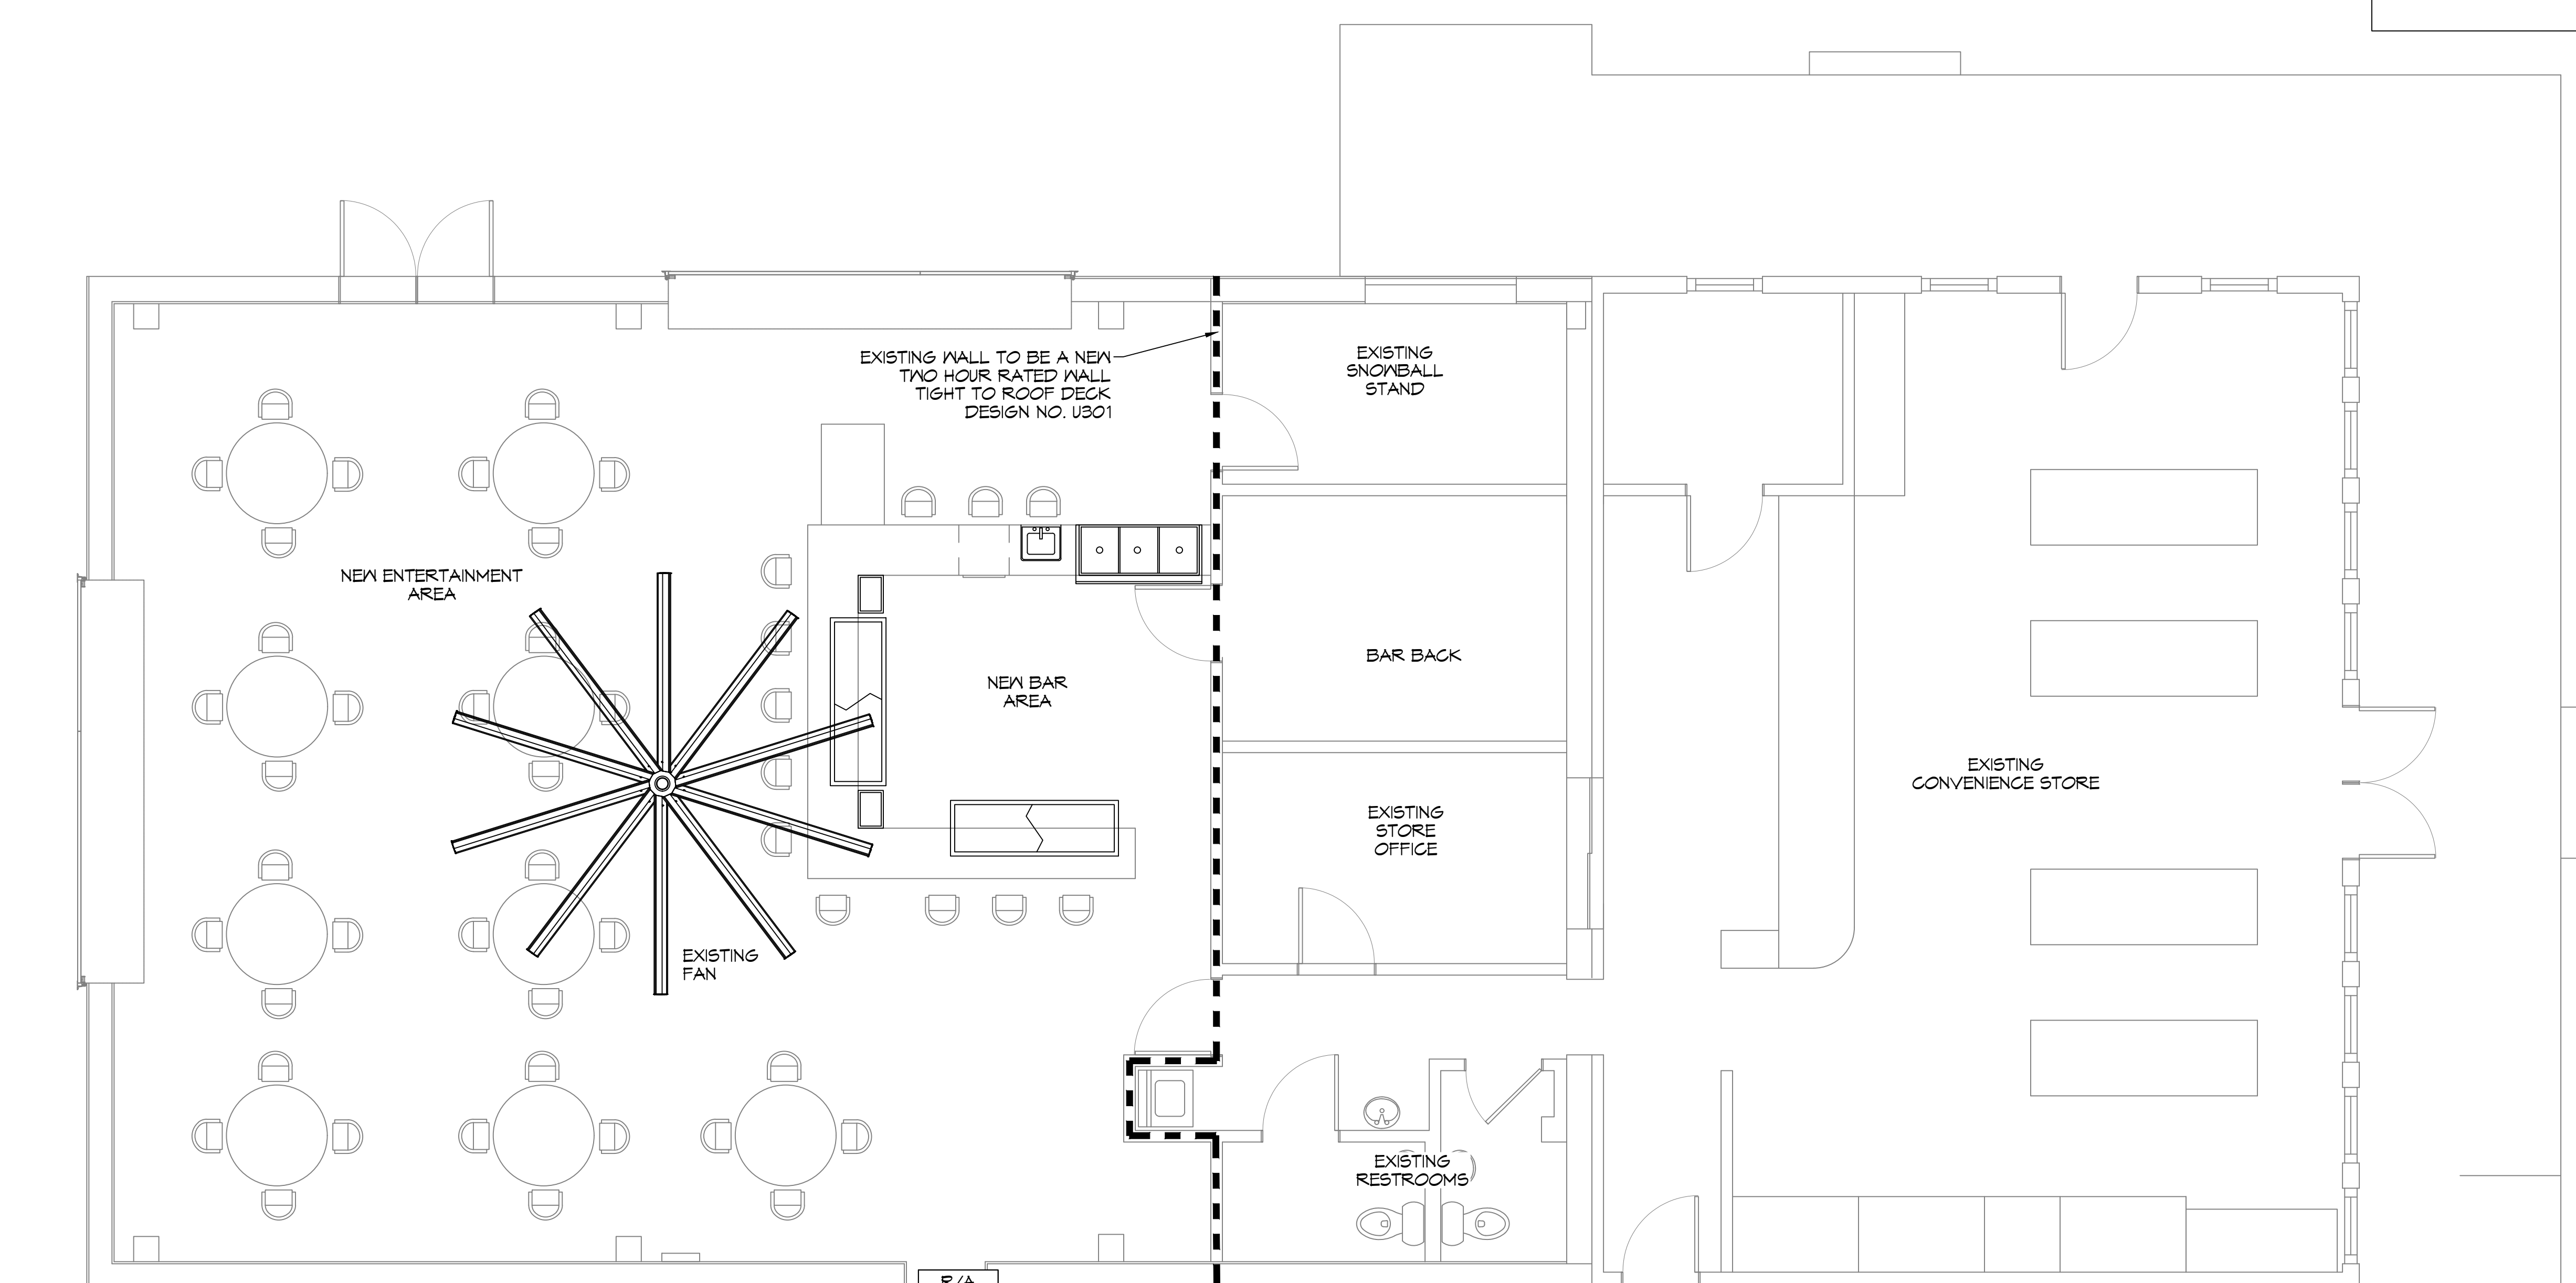 EXISTING WALL TO BE A NEW
TWO HOUR RATED WALL
TIGHT TO ROOF DECK
DESIGN NO. U301
EXISTING
SNOWBALL
STAND
NEW ENTERTAINMENT
AREA
NEW BAR
AREA
BAR BACK
EXISTING
CONVENIENCE STORE
EXISTING
STORE
OFFICE
EXISTING
FAN
EXISTING
RESTROOMS
R/A